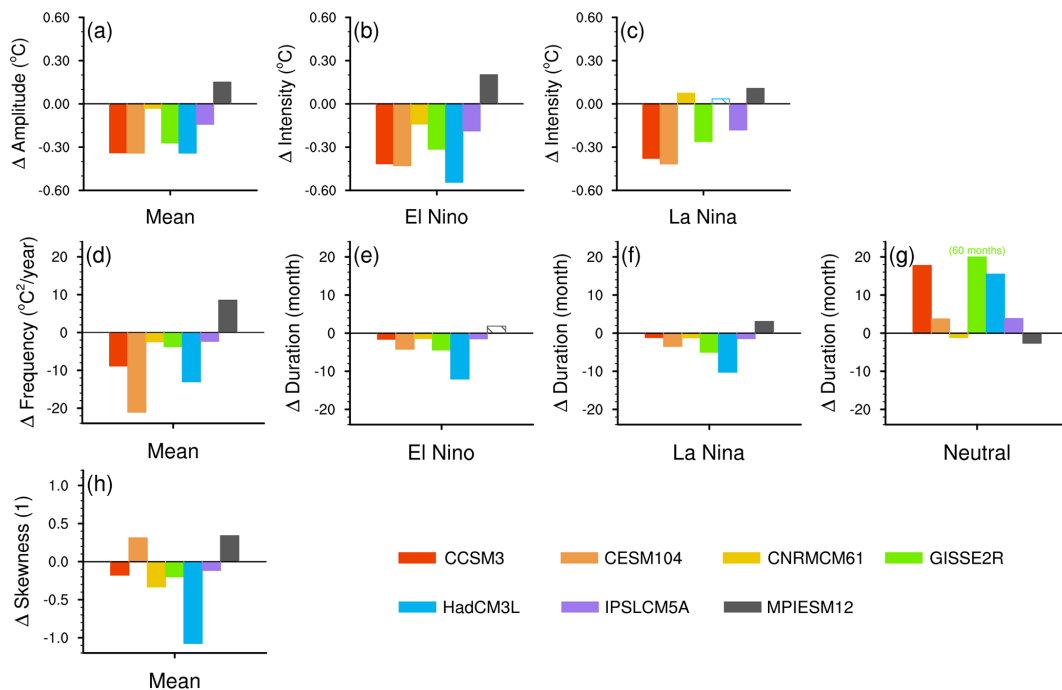 (a)
0.60
0.30
0.00
-0.30
-0.60
Δ Amplitude (°C)
Mean
(b)
0.60
0.30
0.00
-0.30
-0.60
Δ Intensity (°C)
El Nino
(c)
0.60
0.30
0.00
-0.30
-0.60
Δ Intensity (°C)
La Nina
(d)
20
10
0
-10
-20
Δ Frequency (°C²/year)
Mean
(e)
20
10
0
-10
-20
Δ Duration (month)
El Nino
(f)
20
10
0
-10
-20
Δ Duration (month)
La Nina
(g)
(60 months)
20
10
0
-10
-20
Δ Duration (month)
Neutral
(h)
1.0
0.5
0.0
-0.5
-1.0
Δ Skewness (1)
Mean
CCSM3
CESM104
CNRMCM61
GISSE2R
HadCM3L
IPSLCM5A
MPIESM12